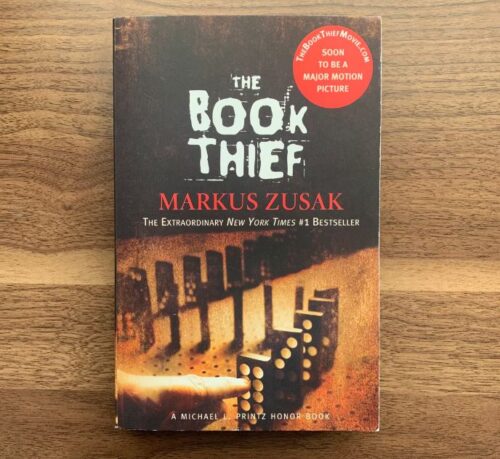 THEBOOKTHIEFMOVIE.COM
SOON
TO BE A
MAJOR MOTION
PICTURE
THE
BOOK
THIEF
MARKUS ZUSAK
THE EXTRAORDINARY NEW YORK TIMES #1 BESTSELLER
A MICHAEL L. PRINTZ HONOR BOOK